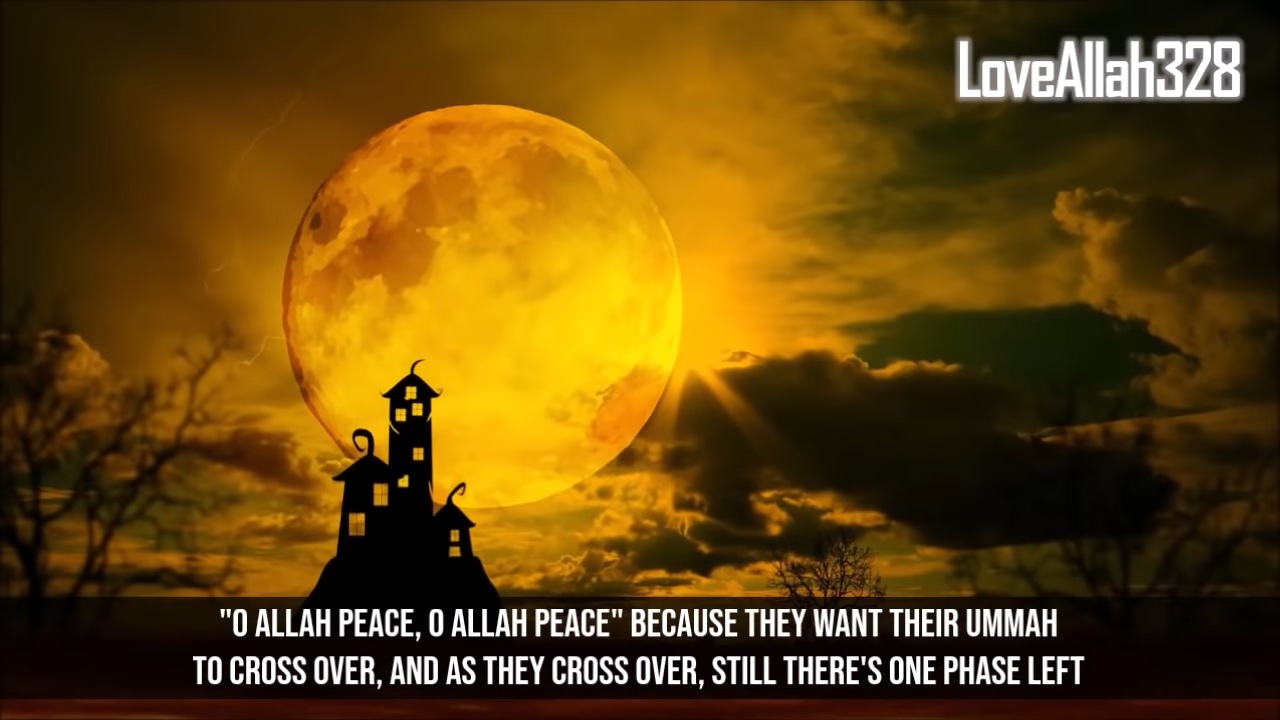 LoveAllah328
"O ALLAH PEACE, O ALLAH PEACE" BECAUSE THEY WANT THEIR UMMAH
TO CROSS OVER, AND AS THEY CROSS OVER, STILL THERE'S ONE PHASE LEFT